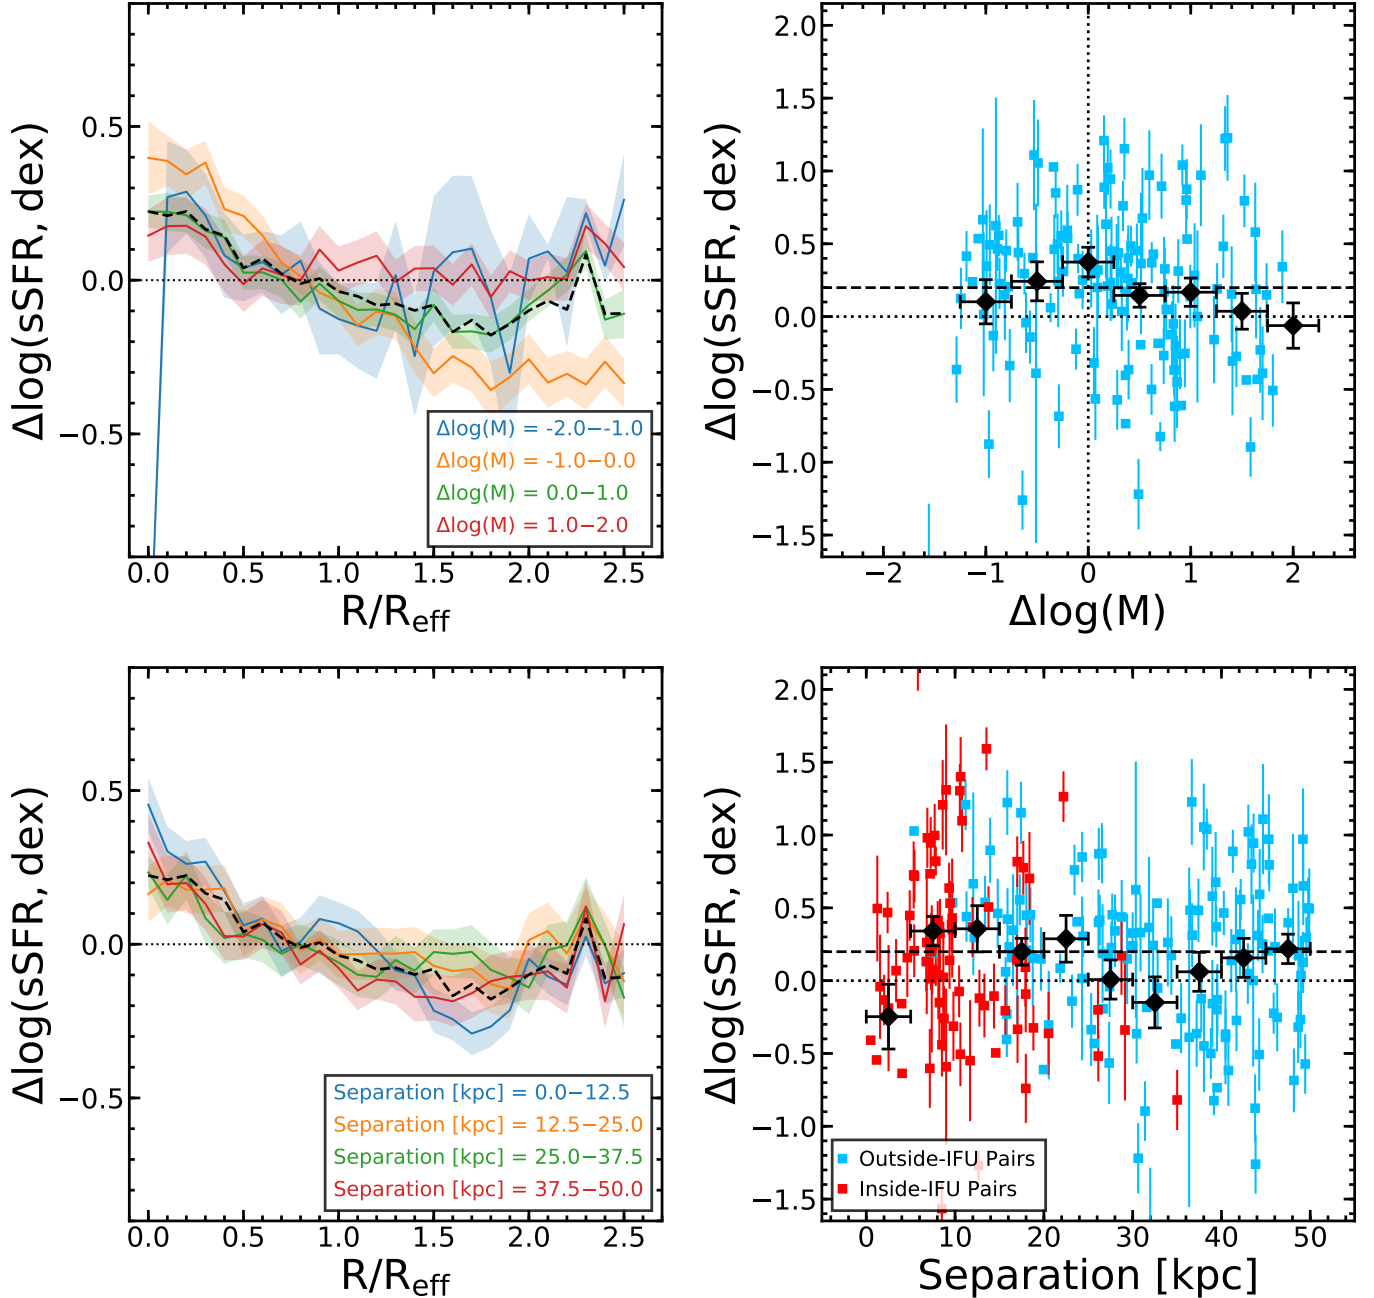 Δlog(sSFR, dex)
0.5
0.0
−0.5
0.0 0.5 1.0 1.5 2.0 2.5
R/R_eff
Δlog(M) = -2.0−-1.0
Δlog(M) = -1.0−0.0
Δlog(M) = 0.0−1.0
Δlog(M) = 1.0−2.0
Δlog(sSFR, dex)
2.0
1.5
1.0
0.5
0.0
−0.5
−1.0
−1.5
−2 −1 0 1 2
Δlog(M)
Δlog(sSFR, dex)
0.5
0.0
−0.5
0.0 0.5 1.0 1.5 2.0 2.5
R/R_eff
Separation [kpc] = 0.0−12.5
Separation [kpc] = 12.5−25.0
Separation [kpc] = 25.0−37.5
Separation [kpc] = 37.5−50.0
Δlog(sSFR, dex)
2.0
1.5
1.0
0.5
0.0
−0.5
−1.0
−1.5
0 10 20 30 40 50
Separation [kpc]
Outside-IFU Pairs
Inside-IFU Pairs